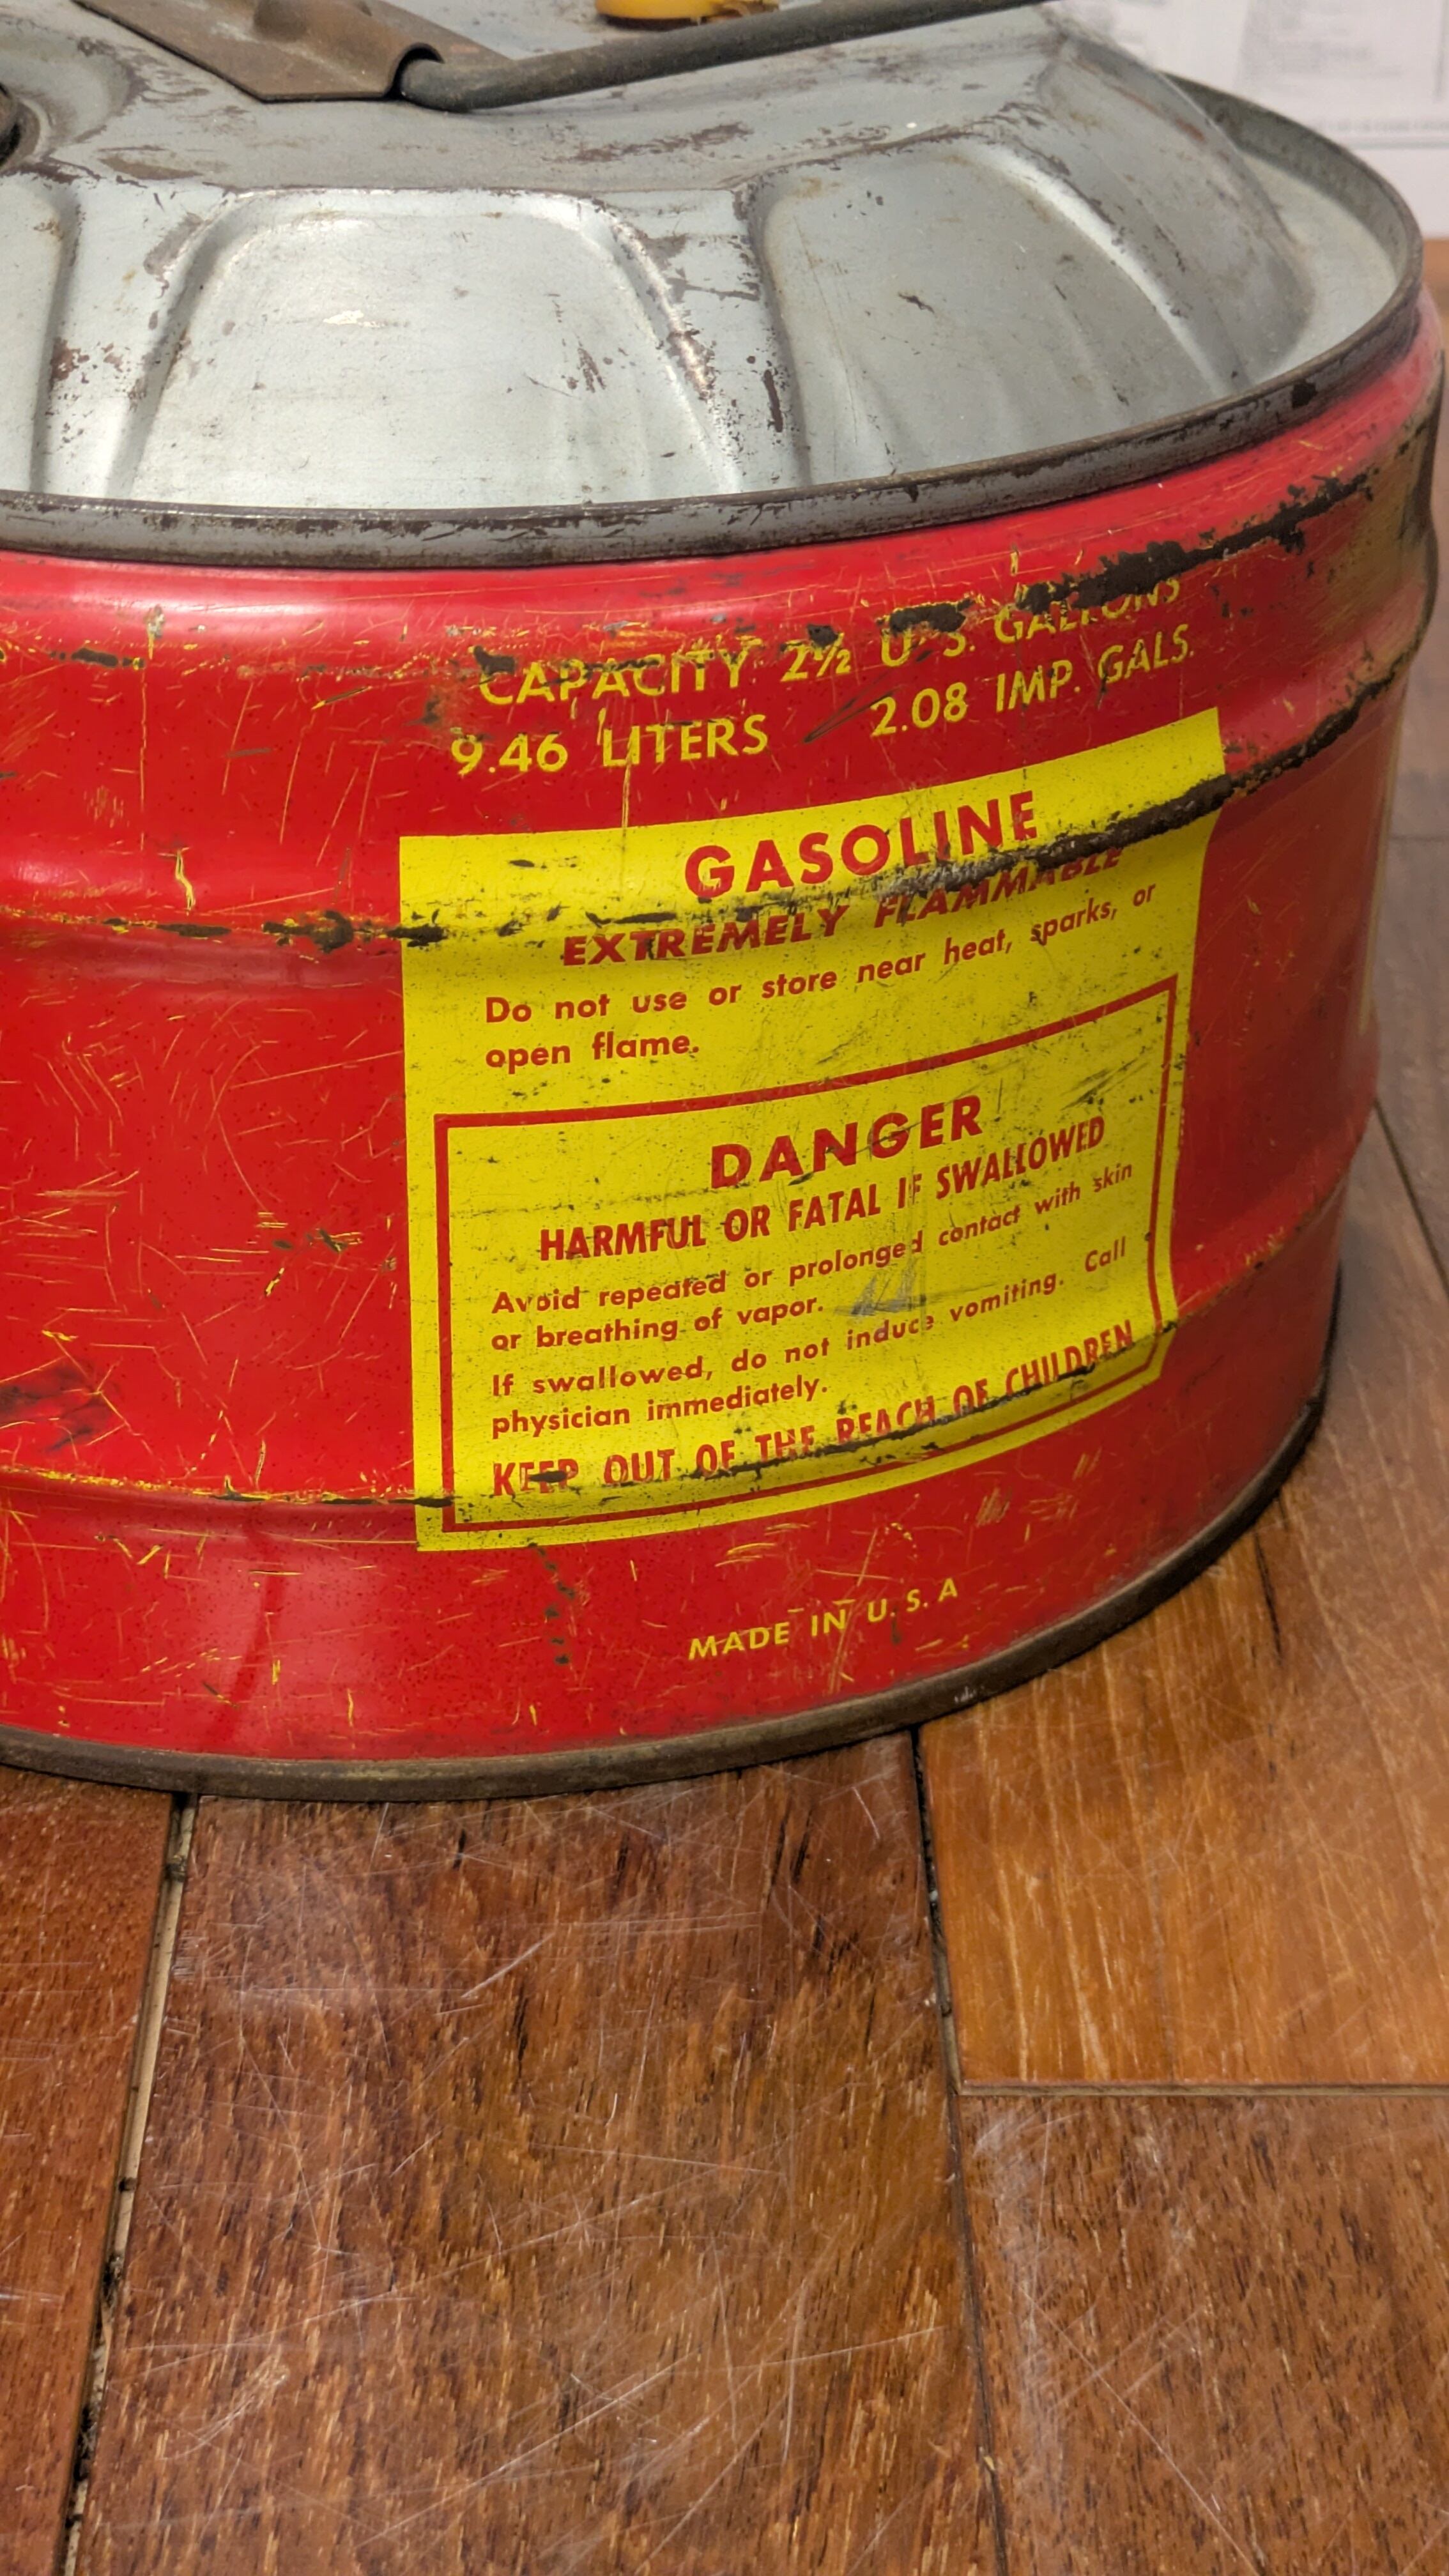 CAPACITY 2½ U.S. GALLONS
9.46 LITERS 2.08 IMP. GALS.
GASOLINE
EXTREMELY FLAMMABLE
Do not use or store near heat, sparks, or
open flame.
DANGER
HARMFUL OR FATAL IF SWALLOWED
Avoid repeated or prolonged contact with skin
or breathing of vapor.
If swallowed, do not induce vomiting. Call
physician immediately.
KEEP OUT OF THE REACH OF CHILDREN
MADE IN U.S.A